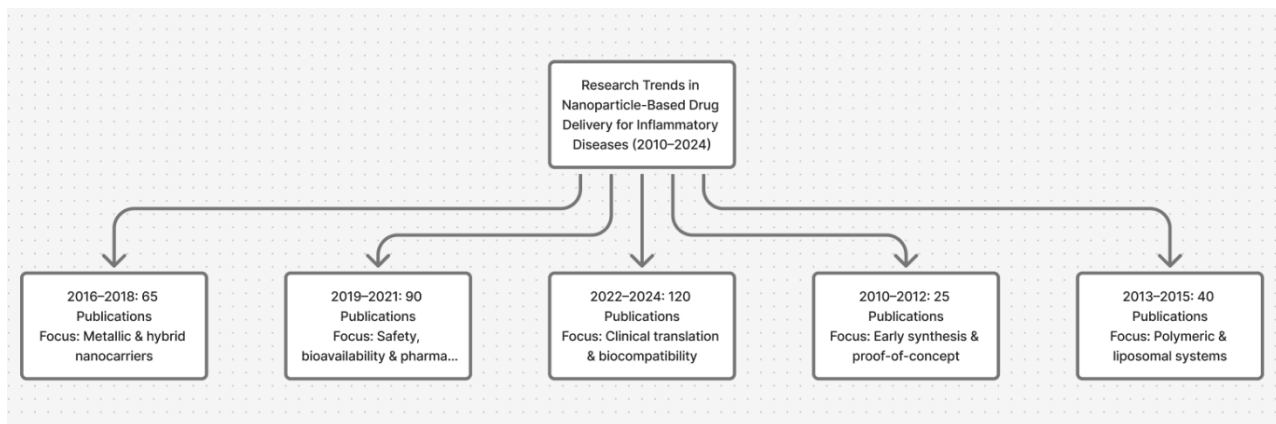 Research Trends in
Nanoparticle-Based Drug
Delivery for Inflammatory
Diseases (2010–2024)
2016–2018: 65
Publications
Focus: Metallic & hybrid
nanocarriers
2019–2021: 90
Publications
Focus: Safety,
bioavailability & pharma...
2022–2024: 120
Publications
Focus: Clinical translation
& biocompatibility
2010–2012: 25
Publications
Focus: Early synthesis &
proof-of-concept
2013–2015: 40
Publications
Focus: Polymeric &
liposomal systems